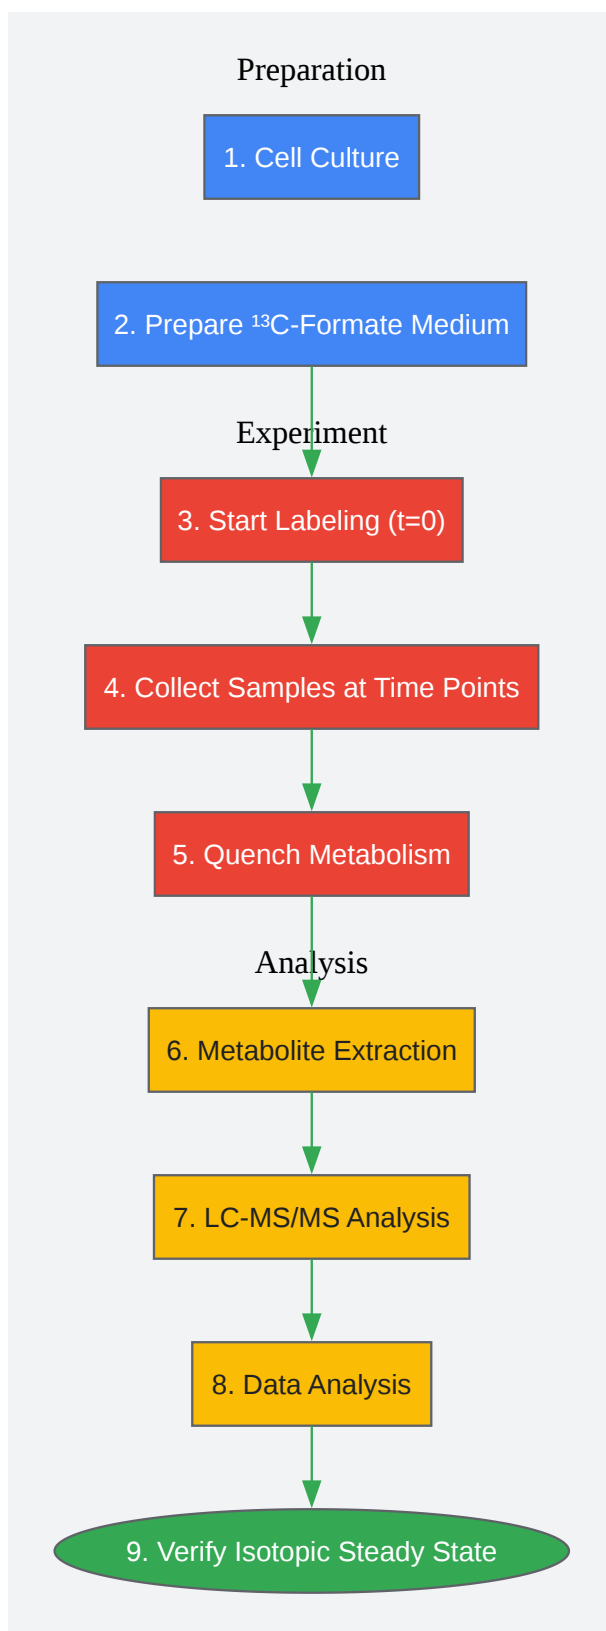 Preparation
1. Cell Culture
2. Prepare ¹³C-Formate Medium
Experiment
3. Start Labeling (t=0)
4. Collect Samples at Time Points
5. Quench Metabolism
Analysis
6. Metabolite Extraction
7. LC-MS/MS Analysis
8. Data Analysis
9. Verify Isotopic Steady State